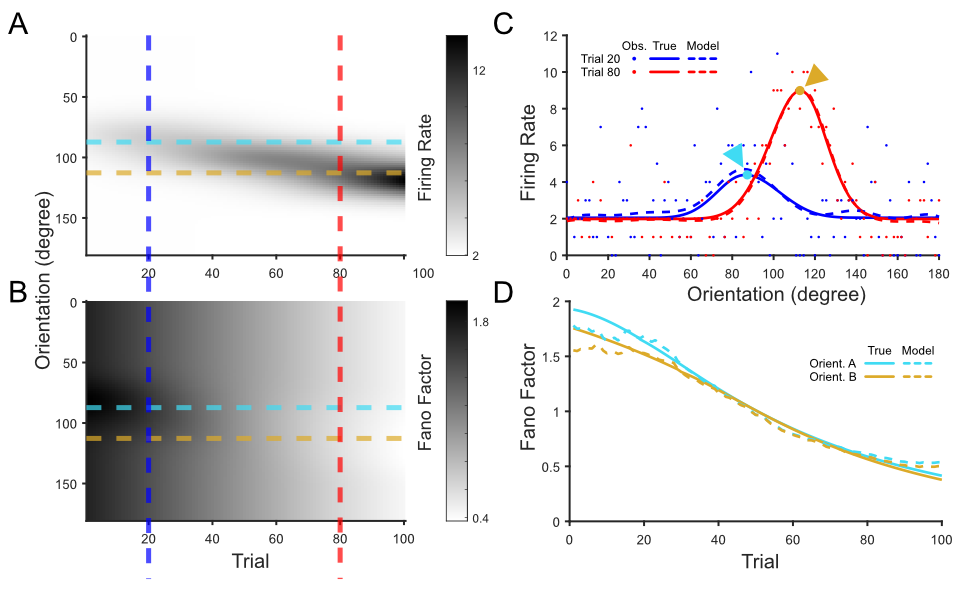 A
0
50
100
150
20
40
60
80
100
Orientation (degree)
12
2
Firing Rate
B
0
50
100
150
20
40
60
80
100
Trial
1.8
0.4
Fano Factor
C
12
10
8
6
4
2
0
Firing Rate
Obs. True Model
Trial 20
Trial 80
0 20 40 60 80 100 120 140 160 180
Orientation (degree)
D
2
1.5
1
0.5
0
Fano Factor
True Model
Orient. A
Orient. B
0 20 40 60 80 100
Trial